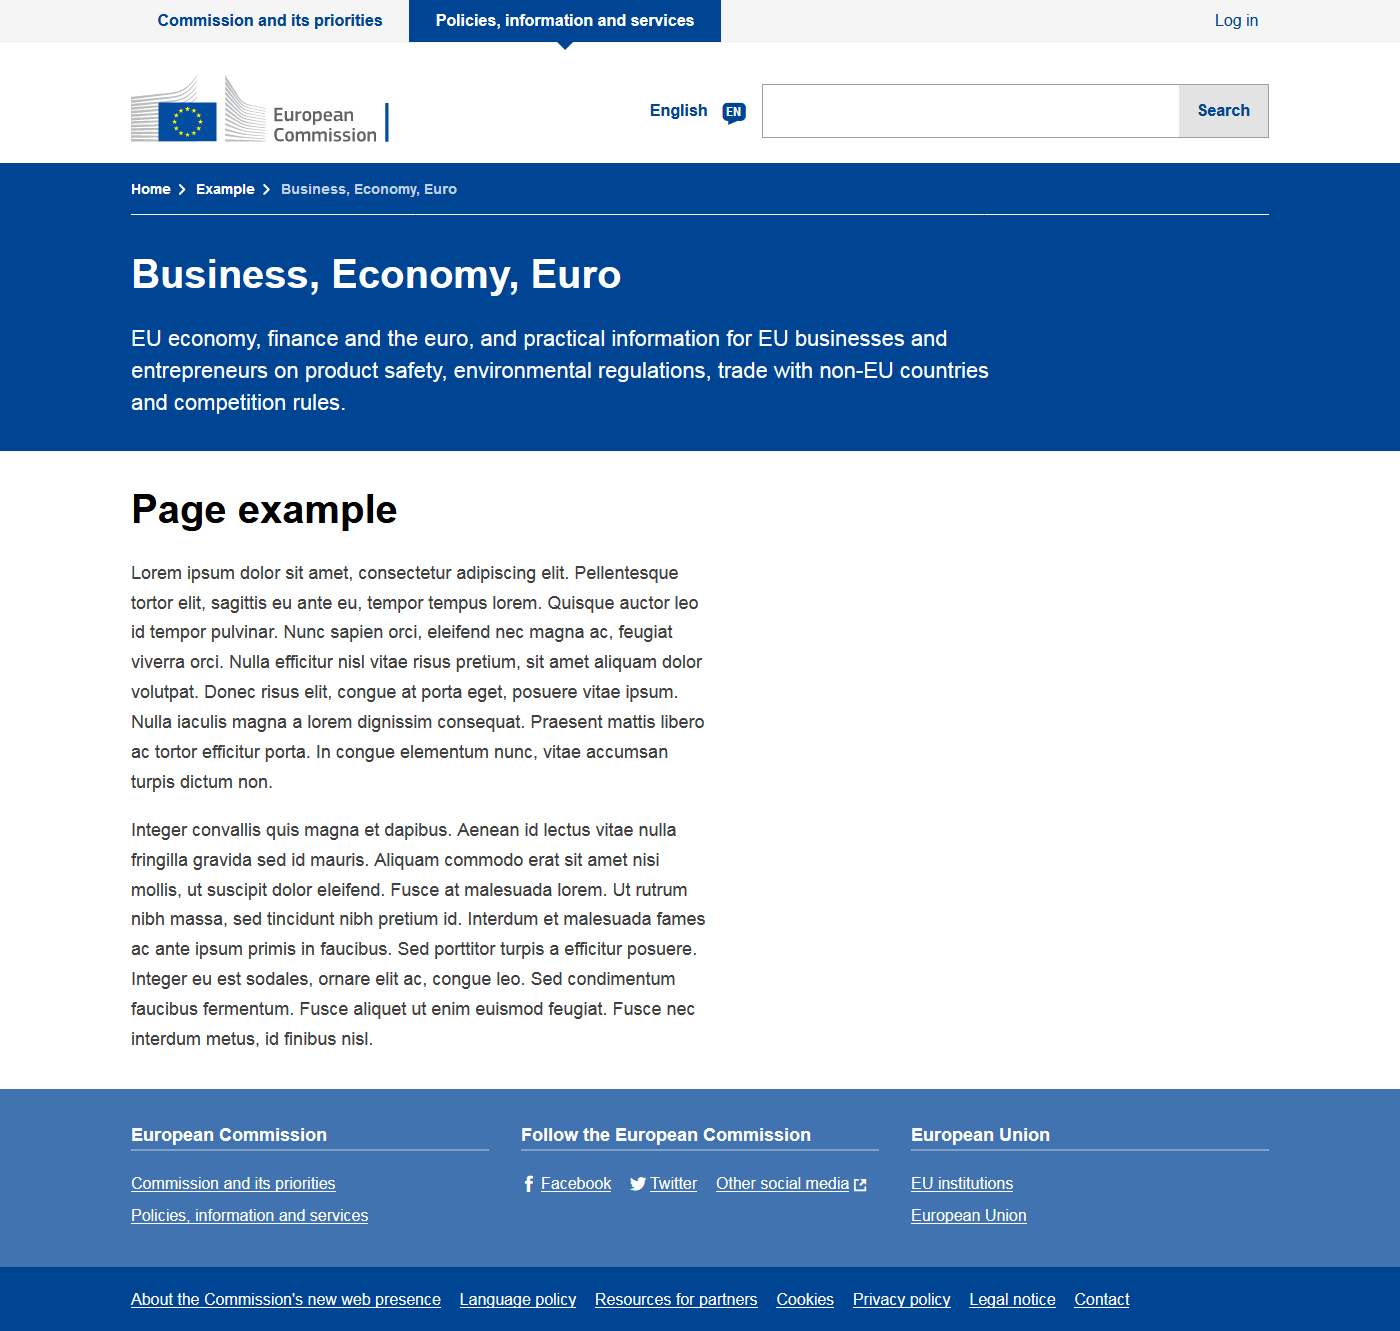 Commission and its priorities
Policies, information and services
Log in
European
Commission
English EN
Search
Home Example Business, Economy, Euro
Business, Economy, Euro
EU economy, finance and the euro, and practical information for EU businesses and
entrepreneurs on product safety, environmental regulations, trade with non-EU countries
and competition rules.
Page example
Lorem ipsum dolor sit amet, consectetur adipiscing elit. Pellentesque
tortor elit, sagittis eu ante eu, tempor tempus lorem. Quisque auctor leo
id tempor pulvinar. Nunc sapien orci, eleifend nec magna ac, feugiat
viverra orci. Nulla efficitur nisl vitae risus pretium, sit amet aliquam dolor
volutpat. Donec risus elit, congue at porta eget, posuere vitae ipsum.
Nulla iaculis magna a lorem dignissim consequat. Praesent mattis libero
ac tortor efficitur porta. In congue elementum nunc, vitae accumsan
turpis dictum non.
Integer convallis quis magna et dapibus. Aenean id lectus vitae nulla
fringilla gravida sed id mauris. Aliquam commodo erat sit amet nisi
mollis, ut suscipit dolor eleifend. Fusce at malesuada lorem. Ut rutrum
nibh massa, sed tincidunt nibh pretium id. Interdum et malesuada fames
ac ante ipsum primis in faucibus. Sed porttitor turpis a efficitur posuere.
Integer eu est sodales, ornare elit ac, congue leo. Sed condimentum
faucibus fermentum. Fusce aliquet ut enim euismod feugiat. Fusce nec
interdum metus, id finibus nisl.
European Commission
Commission and its priorities
Policies, information and services
Follow the European Commission
Facebook Twitter Other social media
European Union
EU institutions
European Union
About the Commission's new web presence Language policy Resources for partners Cookies Privacy policy Legal notice Contact